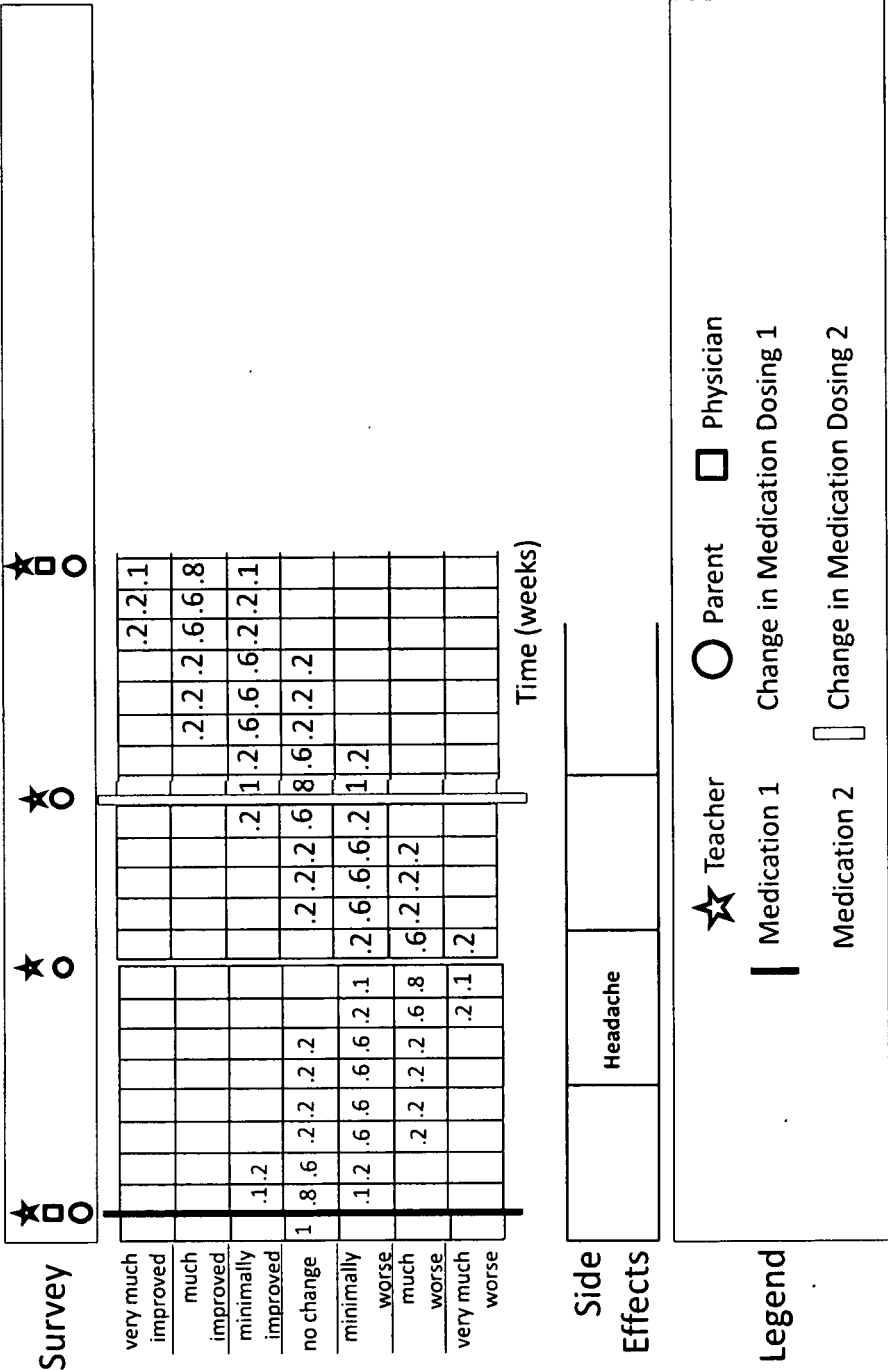 Survey
very much
improved
.2 .2 .1
much
improved
.2 .2 .2 .6 .6 .8
minimally
improved
.1 .2 .2 1 .2 .6 .6 .6 .2 .2 .1
no change
1 .8 .6 .2 .2 .2 .2 .2 .2 .2 .6 8 .6 .2 .2 .2
minimally
worse
.1 .2 .6 .6 .6 .6 .2 .1 .2 .6 .6 .6 .2 1 .2
much
worse
.2 .2 .2 .2 .6 .8 .6 .2 .2 .2
very much
worse
.2 .1 .2
Time (weeks)
Side
Effects
Headache
Legend
Teacher Parent Physician
Medication 1 Change in Medication Dosing 1
Medication 2 Change in Medication Dosing 2